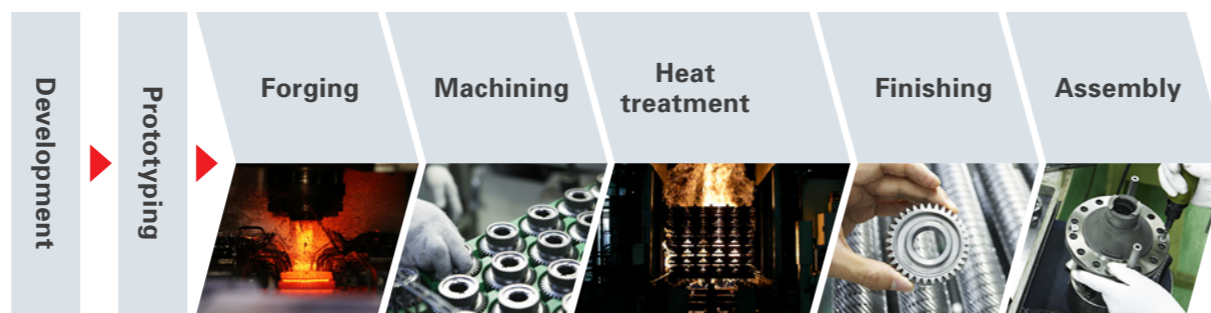 Development
Prototyping
Forging
Machining
Heat
treatment
Finishing
Assembly